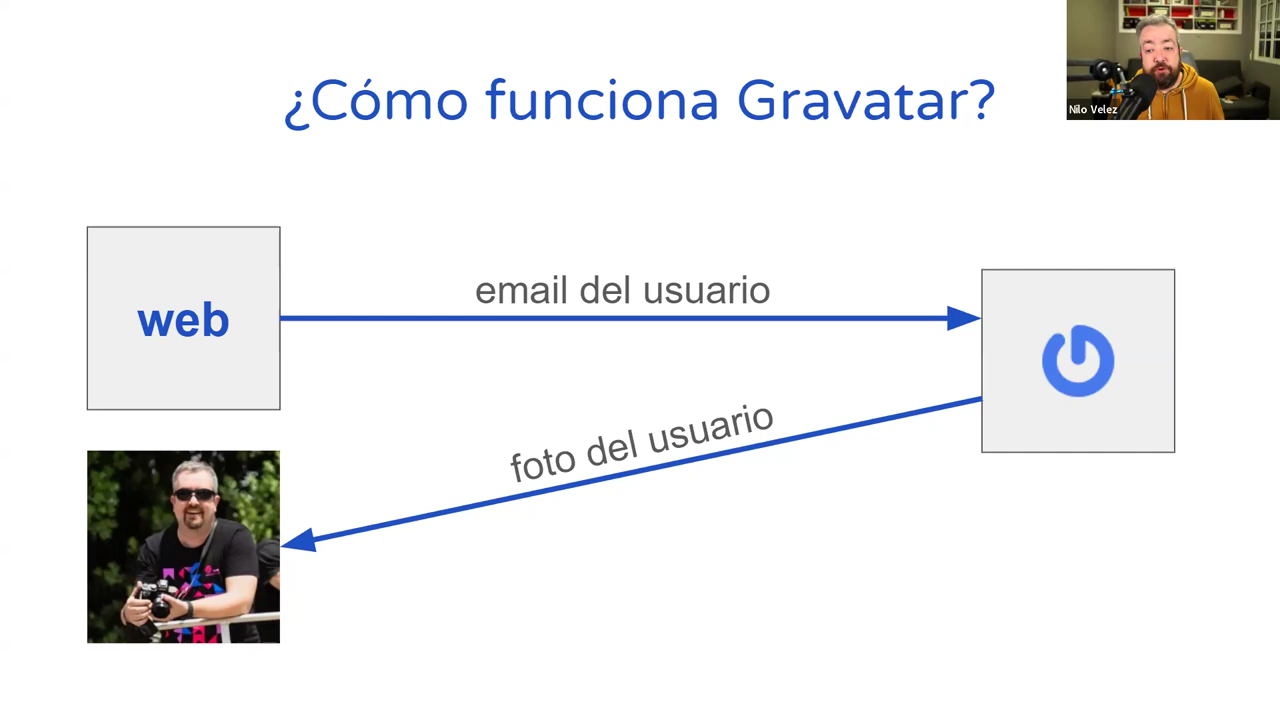 ¿Cómo funciona Gravatar?
Nilo Velez
web
email del usuario
foto del usuario